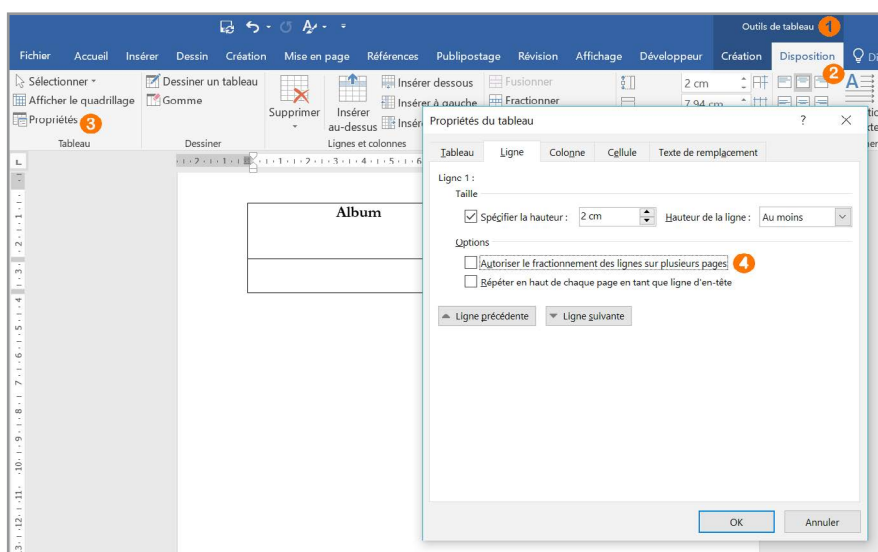 Outils de tableau 1
Fichier Accueil Insérer Dessin Création Mise en page Références Publipostage Révision Affichage Développeur Création Disposition
2
Sélectionner
Afficher le quadrillage
Propriétés 3
Tableau
Dessiner un tableau
Gomme
Dessiner
Supprimer
Insérer
au-dessus
Insérer dessous
Insérer à gauche
Lignes et colonnes
Fusionner
Fractionner
2 cm
7,94 cm
Propriétés du tableau ?
Tableau Ligne Colonne Cellule Texte de remplacement
Ligne 1 :
Taille
Spécifier la hauteur : 2 cm Hauteur de la ligne : Au moins
Options
Autoriser le fractionnement des lignes sur plusieurs pages 4
Répéter en haut de chaque page en tant que ligne d'en-tête
Ligne précédente Ligne suivante
OK Annuler
Album